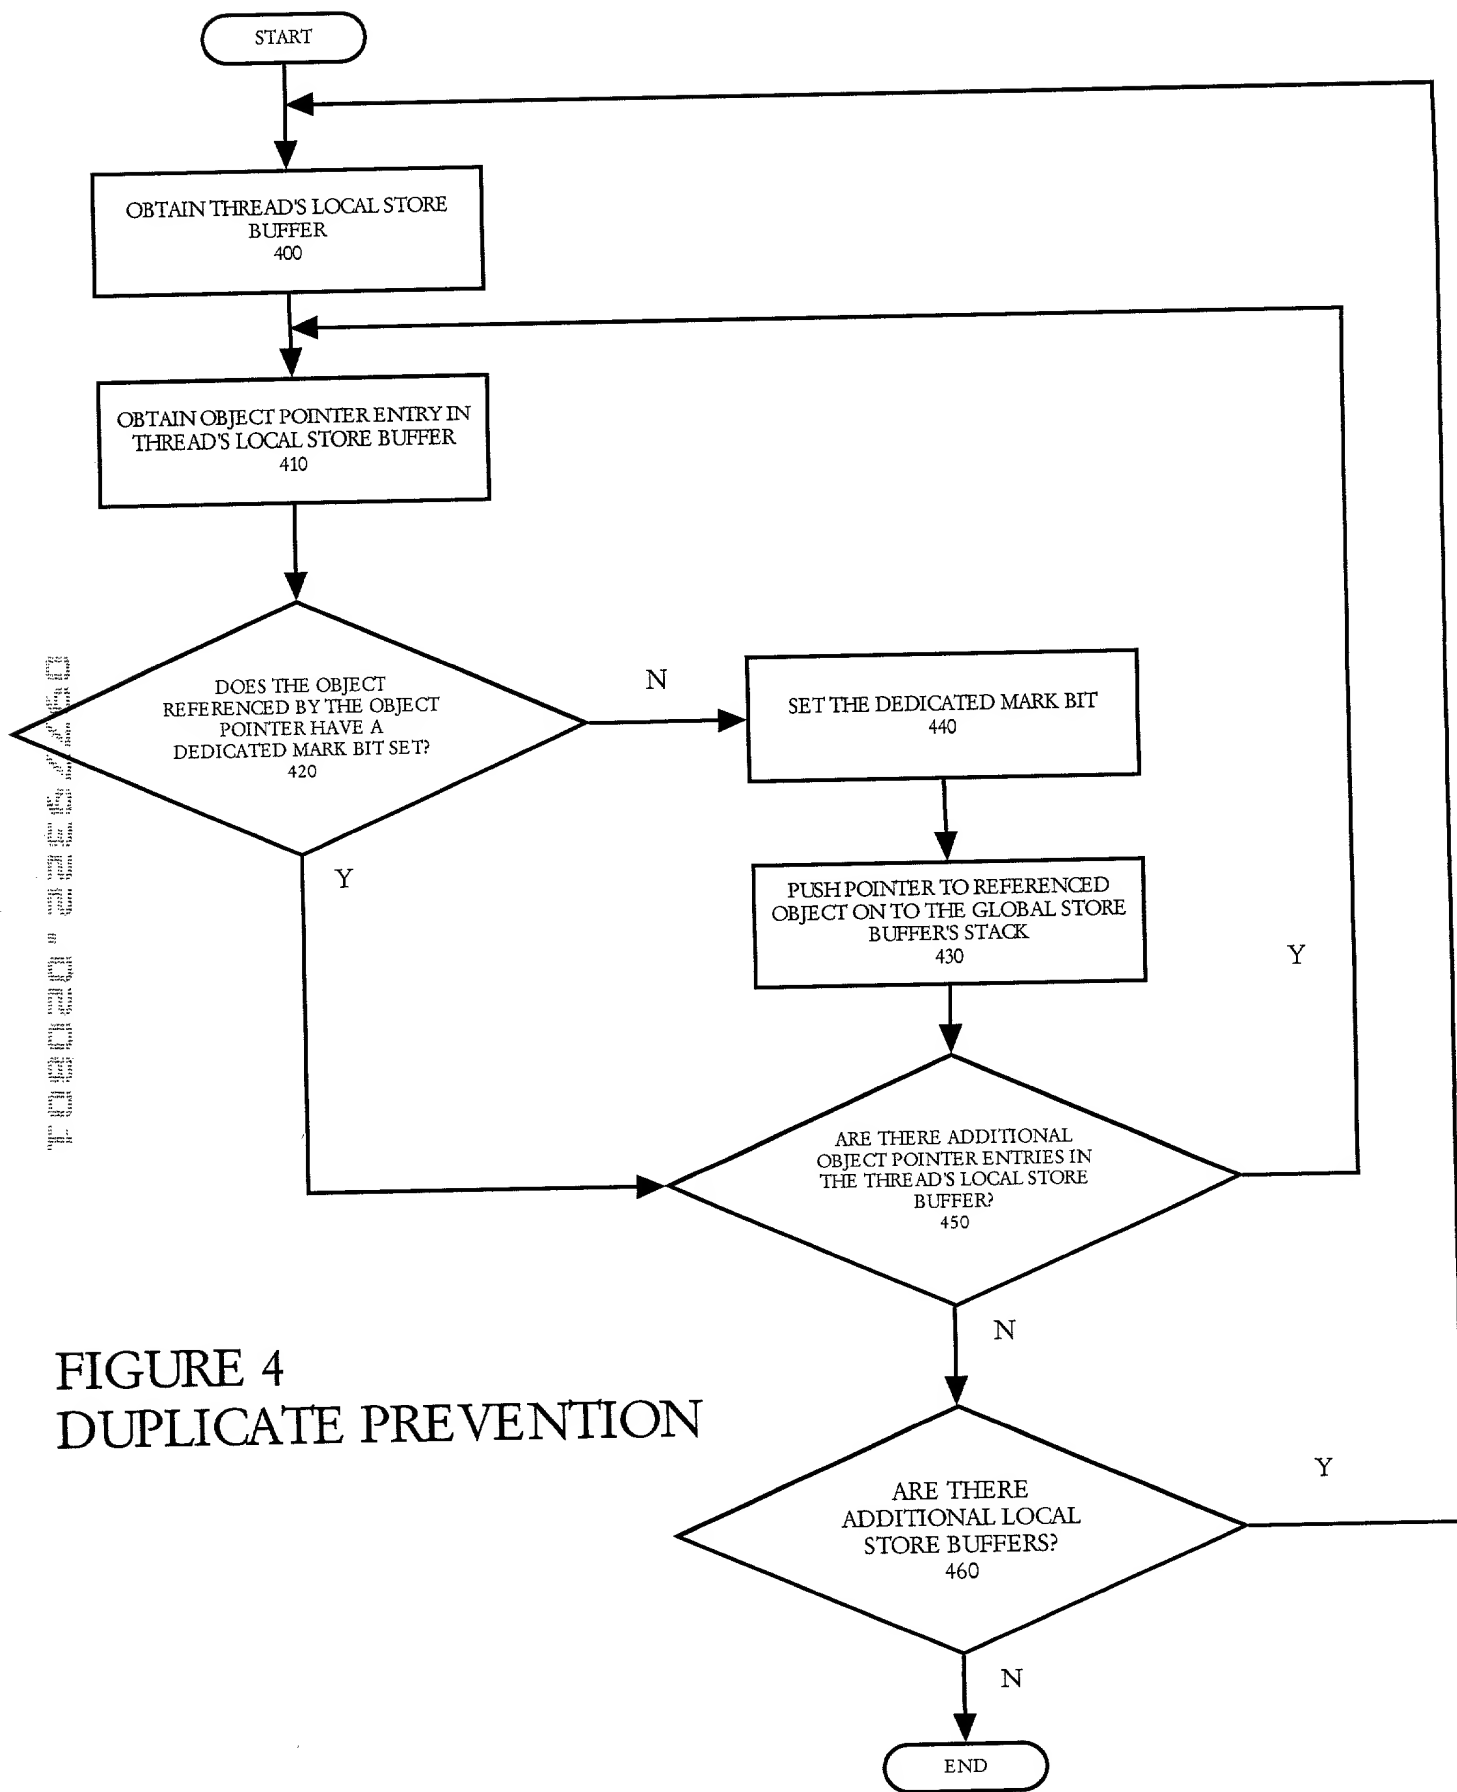 START
OBTAIN THREAD'S LOCAL STORE
BUFFER
400
OBTAIN OBJECT POINTER ENTRY IN
THREAD'S LOCAL STORE BUFFER
410
DOES THE OBJECT
REFERENCED BY THE OBJECT
POINTER HAVE A
DEDICATED MARK BIT SET?
420
N
SET THE DEDICATED MARK BIT
440
Y
PUSH POINTER TO REFERENCED
OBJECT ON TO THE GLOBAL STORE
BUFFER'S STACK
430
Y
ARE THERE ADDITIONAL
OBJECT POINTER ENTRIES IN
THE THREAD'S LOCAL STORE
BUFFER?
450
N
FIGURE 4
DUPLICATE PREVENTION
ARE THERE
ADDITIONAL LOCAL
STORE BUFFERS?
460
Y
N
END